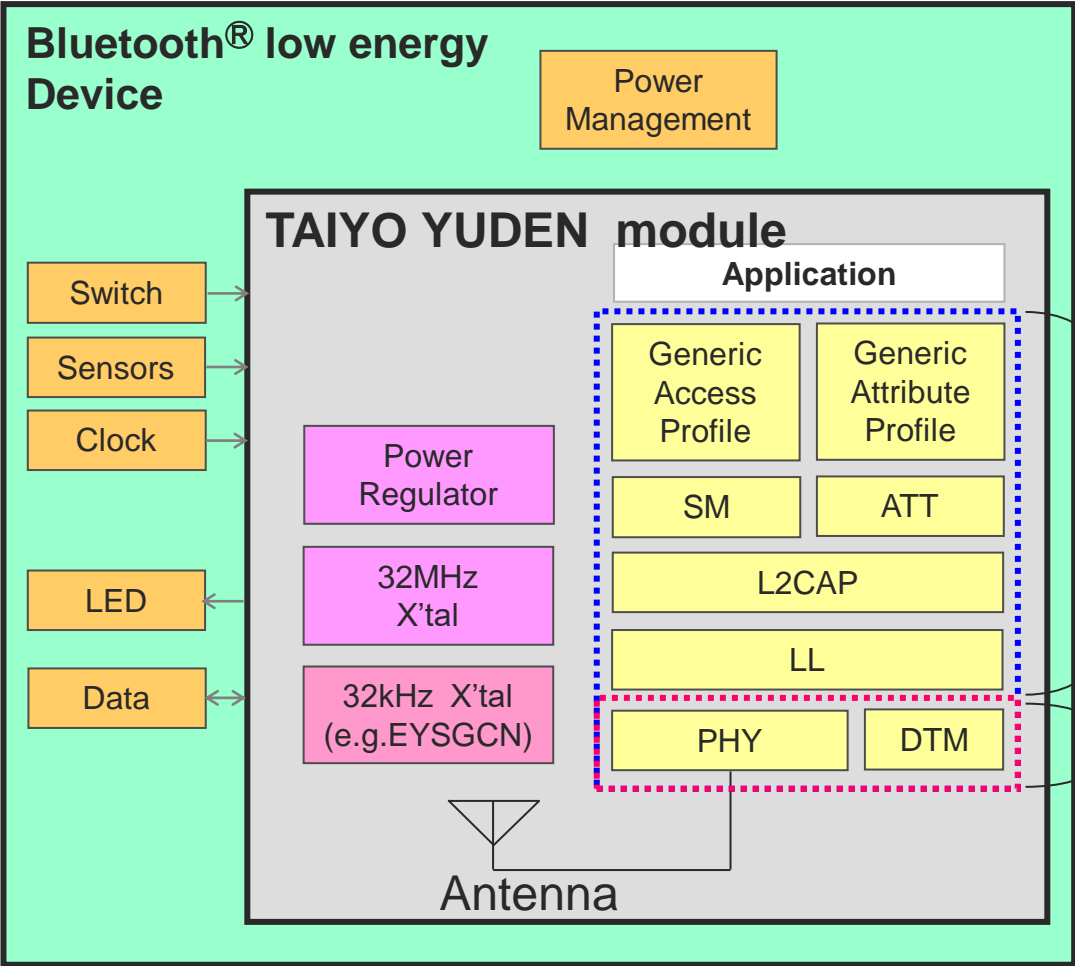 Bluetooth® low energy
Device
Power
Management
TAIYO YUDEN  module
Application
Switch
Sensors
Clock
LED
Data
Power
Regulator
32MHz
X'tal
32kHz  X'tal
(e.g.EYSGCN)
Generic
Access
Profile
Generic
Attribute
Profile
SM
ATT
L2CAP
LL
PHY
DTM
Antenna